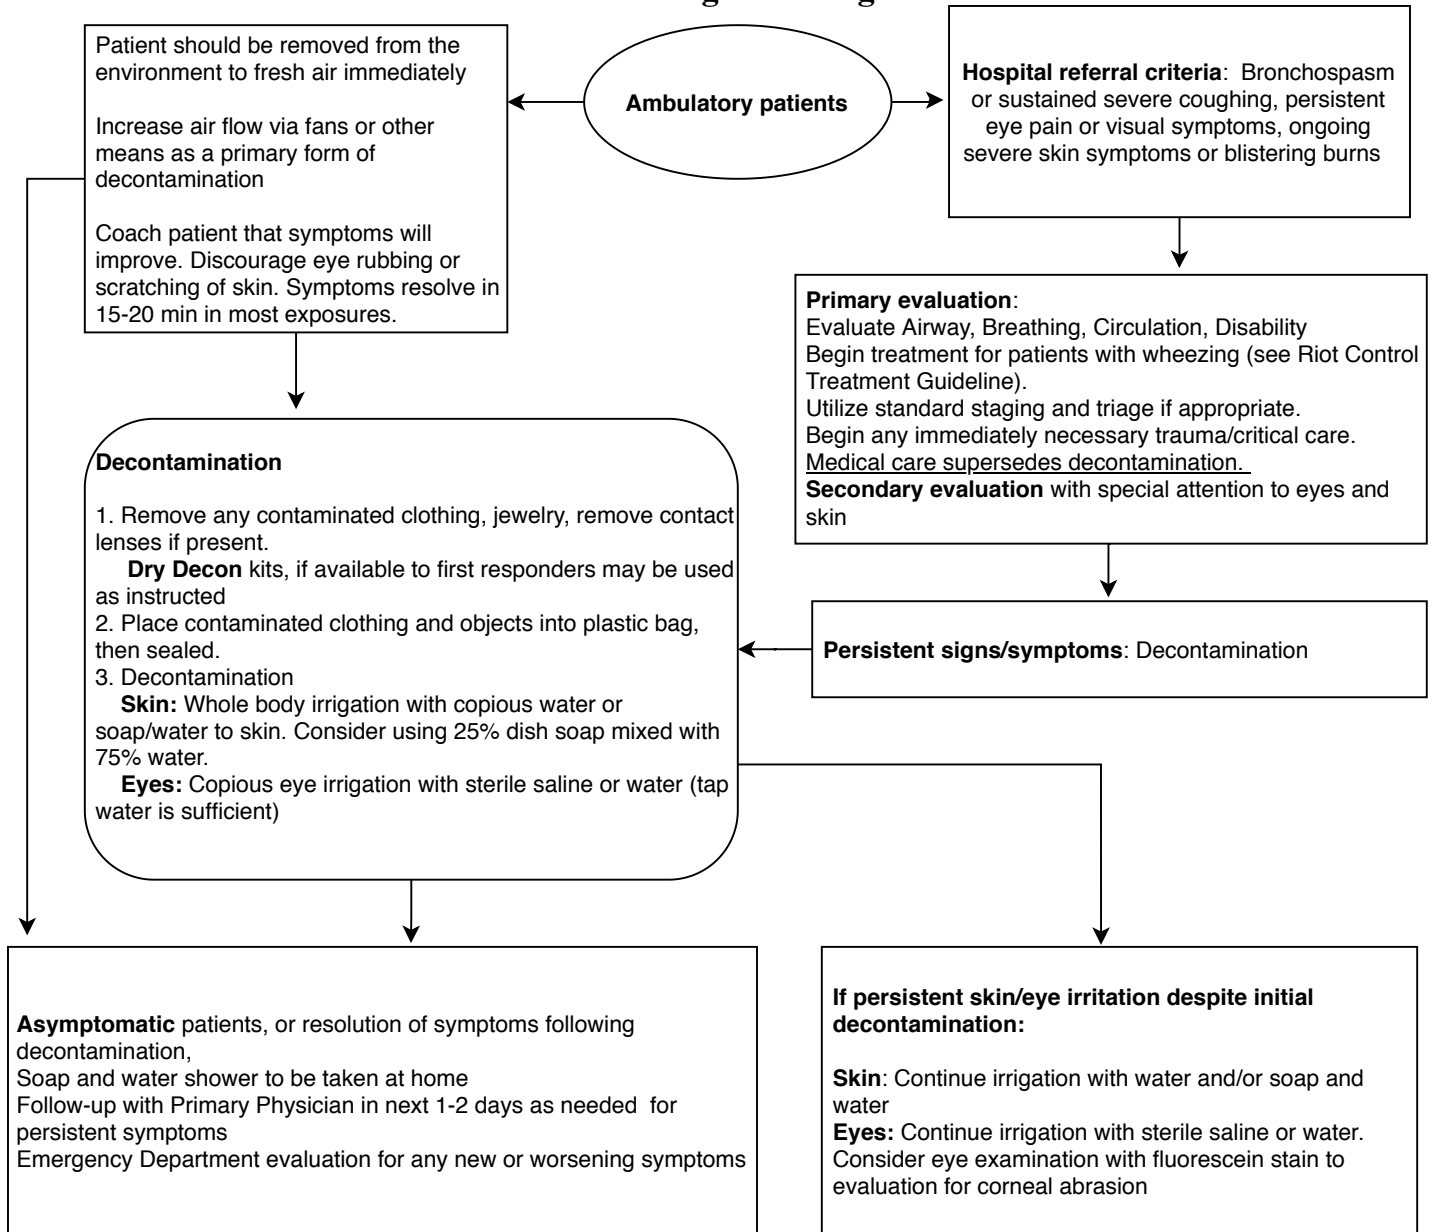 Patient should be removed from the
environment to fresh air immediately
Increase air flow via fans or other
means as a primary form of
decontamination
Coach patient that symptoms will
improve. Discourage eye rubbing or
scratching of skin. Symptoms resolve in
15-20 min in most exposures.
Ambulatory patients
Hospital referral criteria: Bronchospasm
or sustained severe coughing, persistent
eye pain or visual symptoms, ongoing
severe skin symptoms or blistering burns
Primary evaluation:
Evaluate Airway, Breathing, Circulation, Disability
Begin treatment for patients with wheezing (see Riot Control
Treatment Guideline).
Utilize standard staging and triage if appropriate.
Begin any immediately necessary trauma/critical care.
Medical care supersedes decontamination.
Secondary evaluation with special attention to eyes and
skin
Decontamination
1. Remove any contaminated clothing, jewelry, remove contact
lenses if present.
Dry Decon kits, if available to first responders may be used
as instructed
2. Place contaminated clothing and objects into plastic bag,
then sealed.
3. Decontamination
Skin: Whole body irrigation with copious water or
soap/water to skin. Consider using 25% dish soap mixed with
75% water.
Eyes: Copious eye irrigation with sterile saline or water (tap
water is sufficient)
Persistent signs/symptoms: Decontamination
Asymptomatic patients, or resolution of symptoms following
decontamination,
Soap and water shower to be taken at home
Follow-up with Primary Physician in next 1-2 days as needed for
persistent symptoms
Emergency Department evaluation for any new or worsening symptoms
If persistent skin/eye irritation despite initial
decontamination:
Skin: Continue irrigation with water and/or soap and
water
Eyes: Continue irrigation with sterile saline or water.
Consider eye examination with fluorescein stain to
evaluation for corneal abrasion